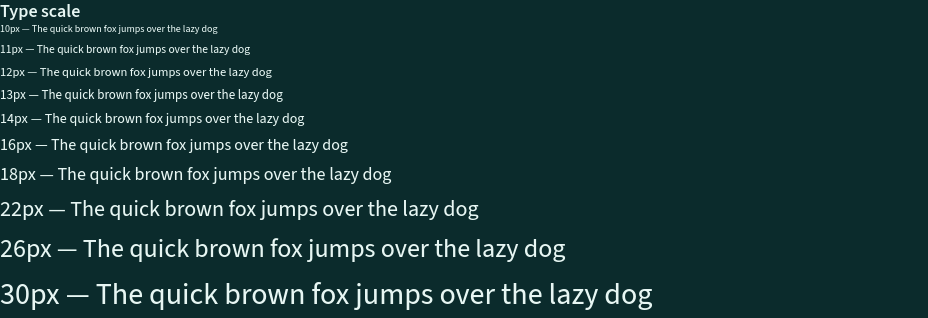 Type scale
10px — The quick brown fox jumps over the lazy dog
11px — The quick brown fox jumps over the lazy dog
12px — The quick brown fox jumps over the lazy dog
13px — The quick brown fox jumps over the lazy dog
14px — The quick brown fox jumps over the lazy dog
16px — The quick brown fox jumps over the lazy dog
18px — The quick brown fox jumps over the lazy dog
22px — The quick brown fox jumps over the lazy dog
26px — The quick brown fox jumps over the lazy dog
30px — The quick brown fox jumps over the lazy dog